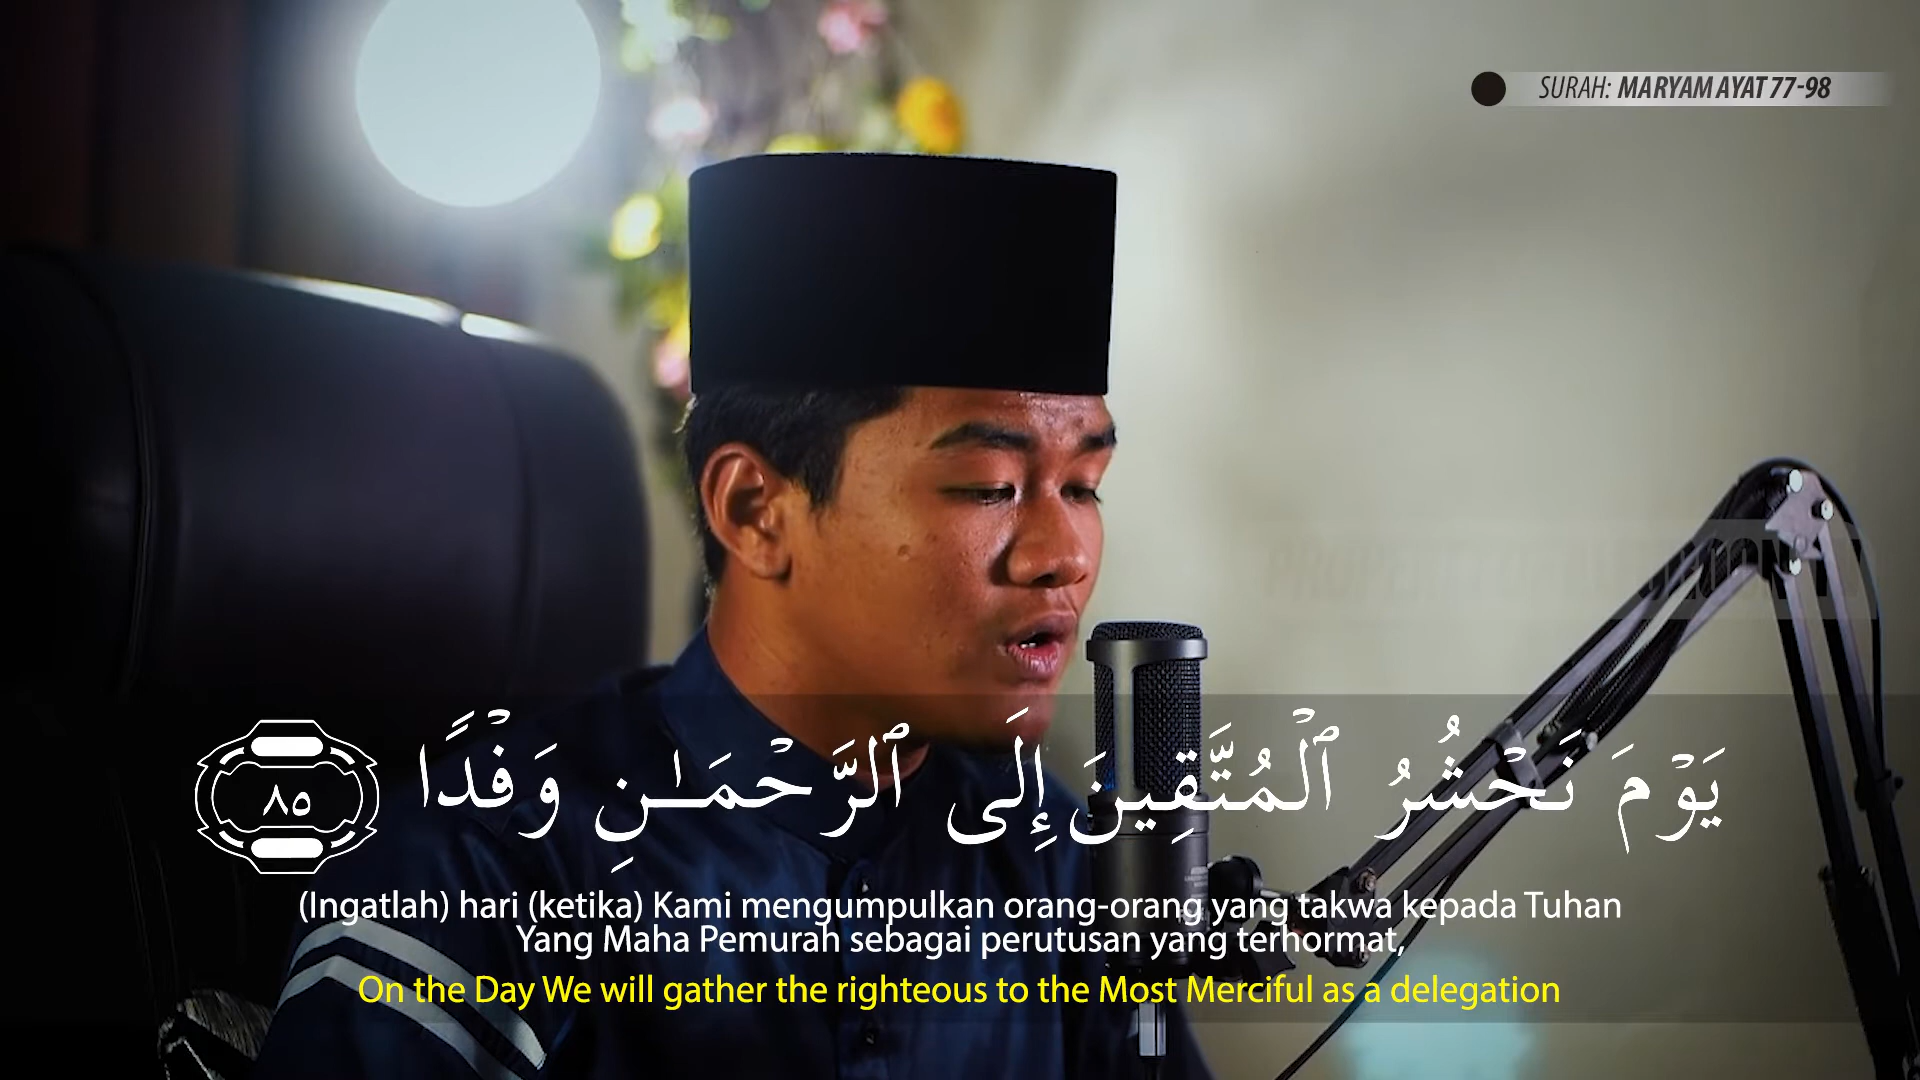 SURAH: MARYAM AYAT 77-98
يَوْمَ نَحْشُرُ ٱلْمُتَّقِينَ إِلَى ٱلرَّحْمَـٰنِ وَفْدًا ٨٥
(Ingatlah) hari (ketika) Kami mengumpulkan orang-orang yang takwa kepada Tuhan
Yang Maha Pemurah sebagai perutusan yang terhormat,
On the Day We will gather the righteous to the Most Merciful as a delegation